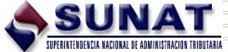 SUNAT
SUPERINTENDENCIA NACIONAL DE ADMINISTRACION TRIBUTARIA